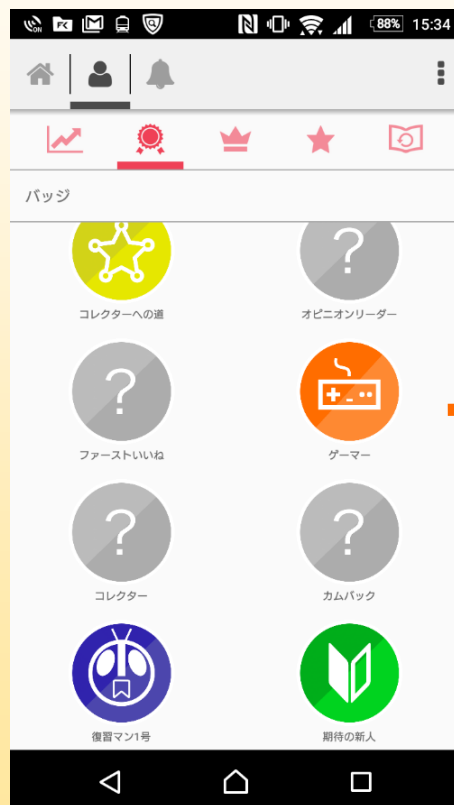 ON
FK
88%
15:34
バッジ
コレクターへの道
オピニオンリーダー
ファーストいいね
ゲーマー
コレクター
カムバック
復習マン1号
期待の新人